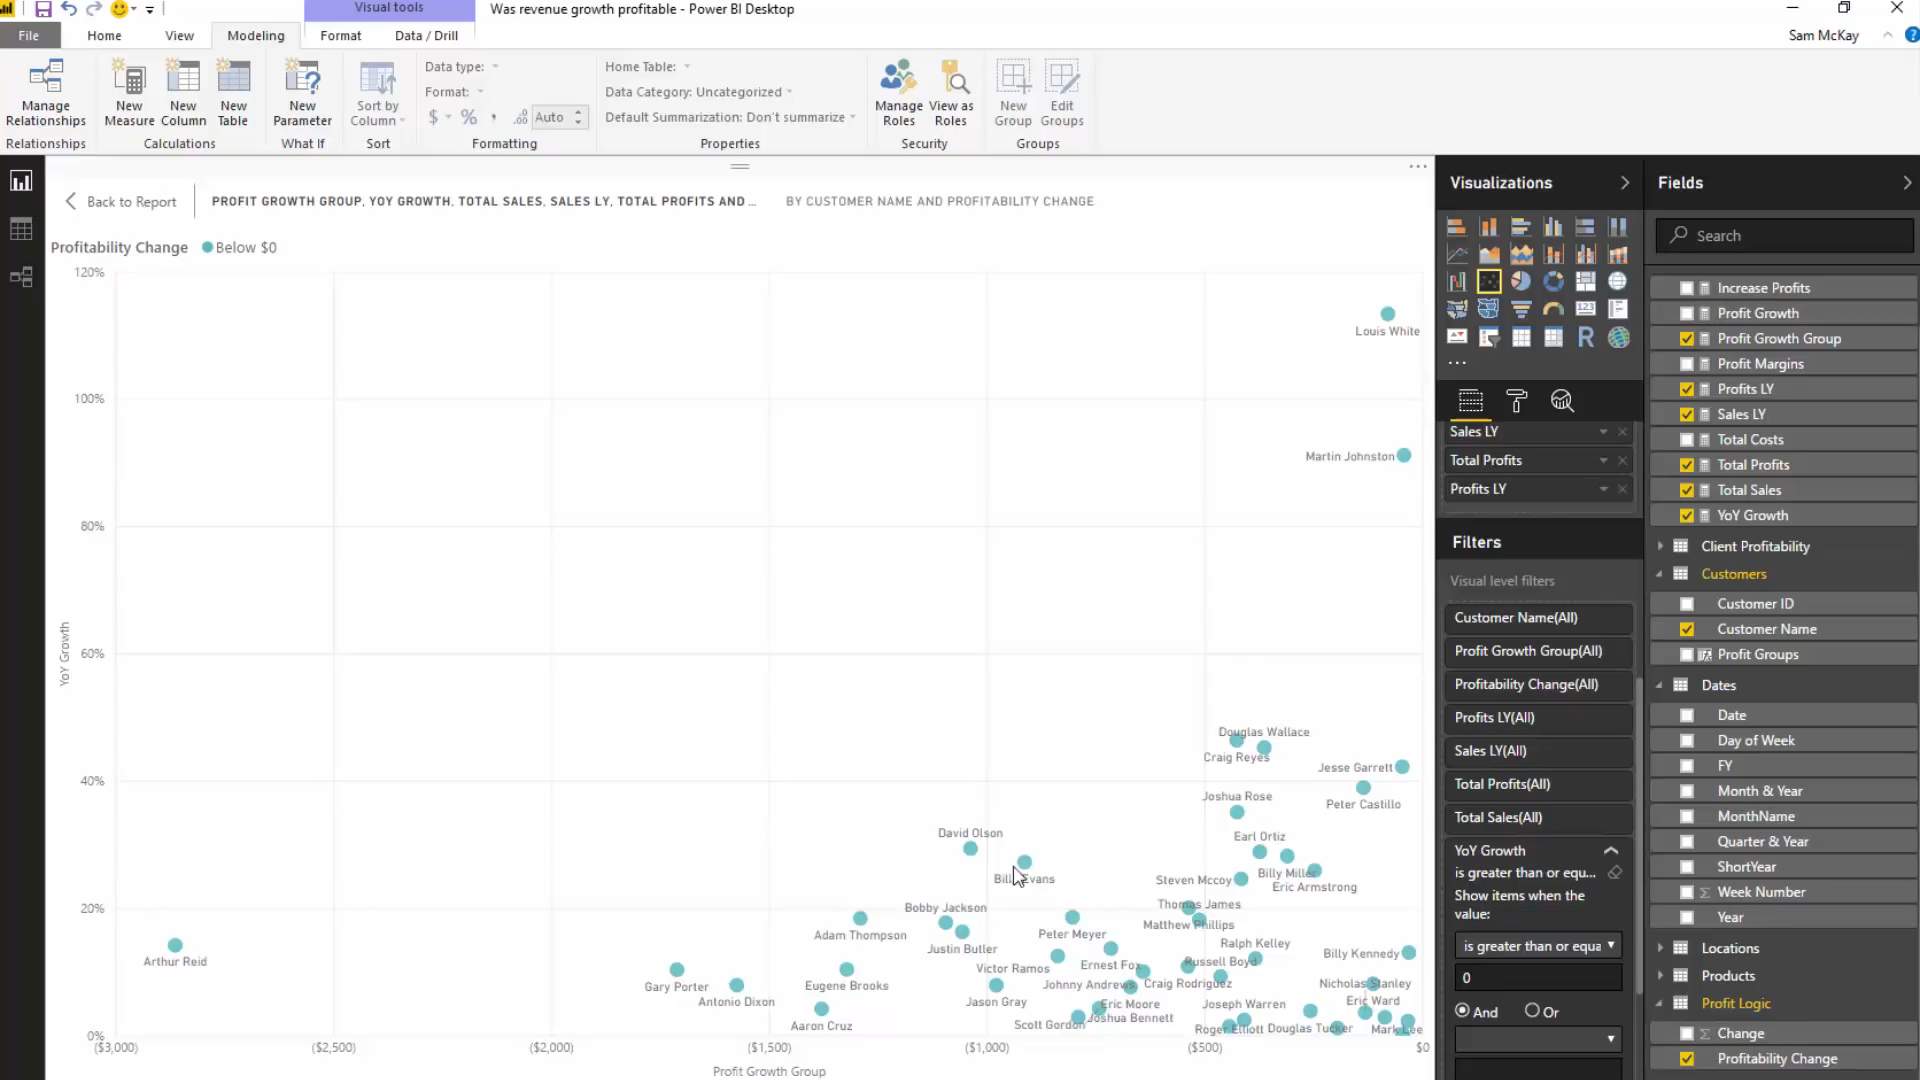 Visual tools
Was revenue growth profitable - Power BI Desktop
File
Home
View
Modeling
Format
Data / Drill
Sam McKay
Manage Relationships
Relationships
New Measure
New Column
New Table
Calculations
New Parameter
What If
Sort by Column
Sort
Data type:
Format:
$ % , .00 Auto
Formatting
Home Table:
Data Category: Uncategorized
Default Summarization: Don't summarize
Properties
Manage Roles
View as Roles
Security
New Group
Edit Groups
Groups
Back to Report
PROFIT GROWTH GROUP, YOY GROWTH, TOTAL SALES, SALES LY, TOTAL PROFITS AND ...
BY CUSTOMER NAME AND PROFITABILITY CHANGE
Profitability Change
Below $0
120%
100%
80%
60%
40%
20%
0%
YoY Growth
Louis White
Martin Johnston
Douglas Wallace
Craig Reyes
Jesse Garrett
Peter Castillo
Joshua Rose
David Olson
Earl Ortiz
Billy Evans
Steven Mccoy
Billy Miller
Eric Armstrong
Thomas James
Bobby Jackson
Matthew Phillips
Adam Thompson
Peter Meyer
Justin Butler
Ralph Kelley
Billy Kennedy
Arthur Reid
Victor Ramos
Ernest Fox
Russell Boyd
Gary Porter
Eugene Brooks
Johnny Andrews
Craig Rodriguez
Nicholas Stanley
Antonio Dixon
Jason Gray
Eric Moore
Joseph Warren
Eric Ward
Aaron Cruz
Scott Gordon
Joshua Bennett
Roger Elliott
Douglas Tucker
Mark Lee
($3,000)
($2,500)
($2,000)
($1,500)
($1,000)
($500)
$0
Profit Growth Group
Visualizations
Sales LY
Total Profits
Profits LY
Filters
Visual level filters
Customer Name(All)
Profit Growth Group(All)
Profitability Change(All)
Profits LY(All)
Sales LY(All)
Total Profits(All)
Total Sales(All)
YoY Growth
is greater than or equ...
Show items when the
value:
is greater than or equa
0
And
Or
Fields
Search
Increase Profits
Profit Growth
Profit Growth Group
Profit Margins
Profits LY
Sales LY
Total Costs
Total Profits
Total Sales
YoY Growth
Client Profitability
Customers
Customer ID
Customer Name
Profit Groups
Dates
Date
Day of Week
FY
Month & Year
MonthName
Quarter & Year
ShortYear
Week Number
Year
Locations
Products
Profit Logic
Change
Profitability Change